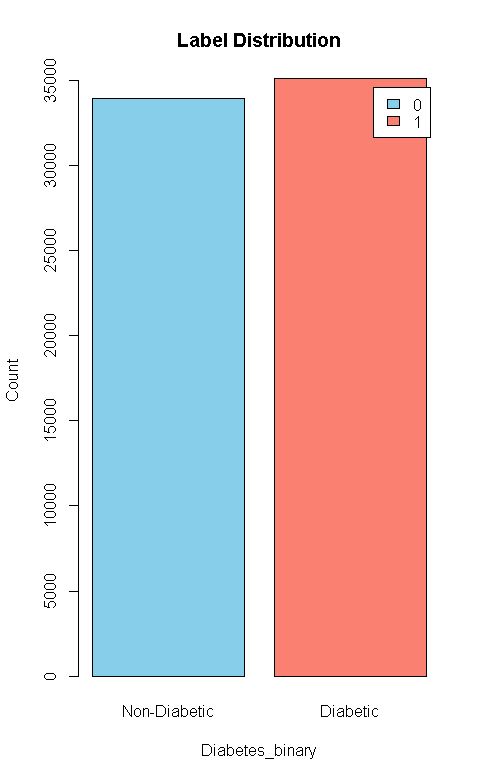 Label Distribution
35000
30000
25000
20000
15000
10000
5000
0
Count
0
1
Non-Diabetic
Diabetic
Diabetes_binary